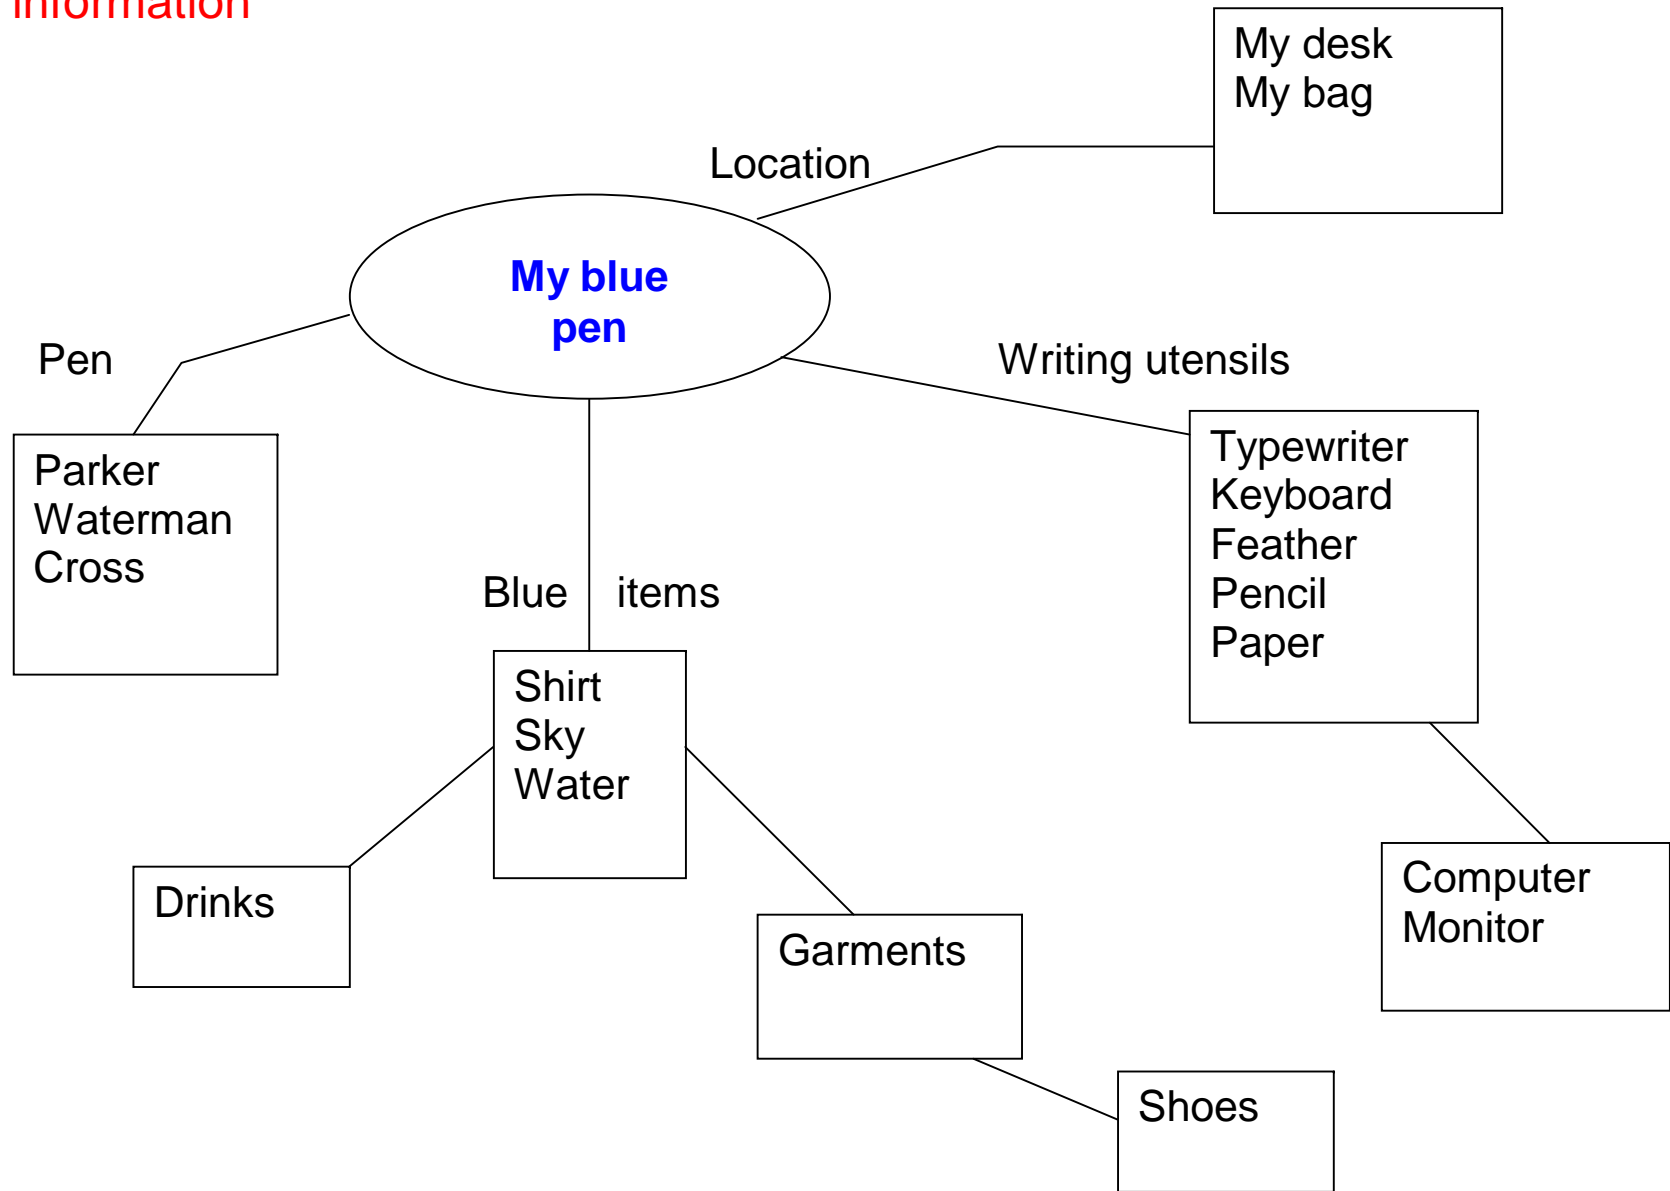 information
My desk
My bag
Location
My blue
pen
Pen
Writing utensils
Parker
Waterman
Cross
Typewriter
Keyboard
Feather
Pencil
Paper
Blue items
Shirt
Sky
Water
Drinks
Garments
Computer
Monitor
Shoes